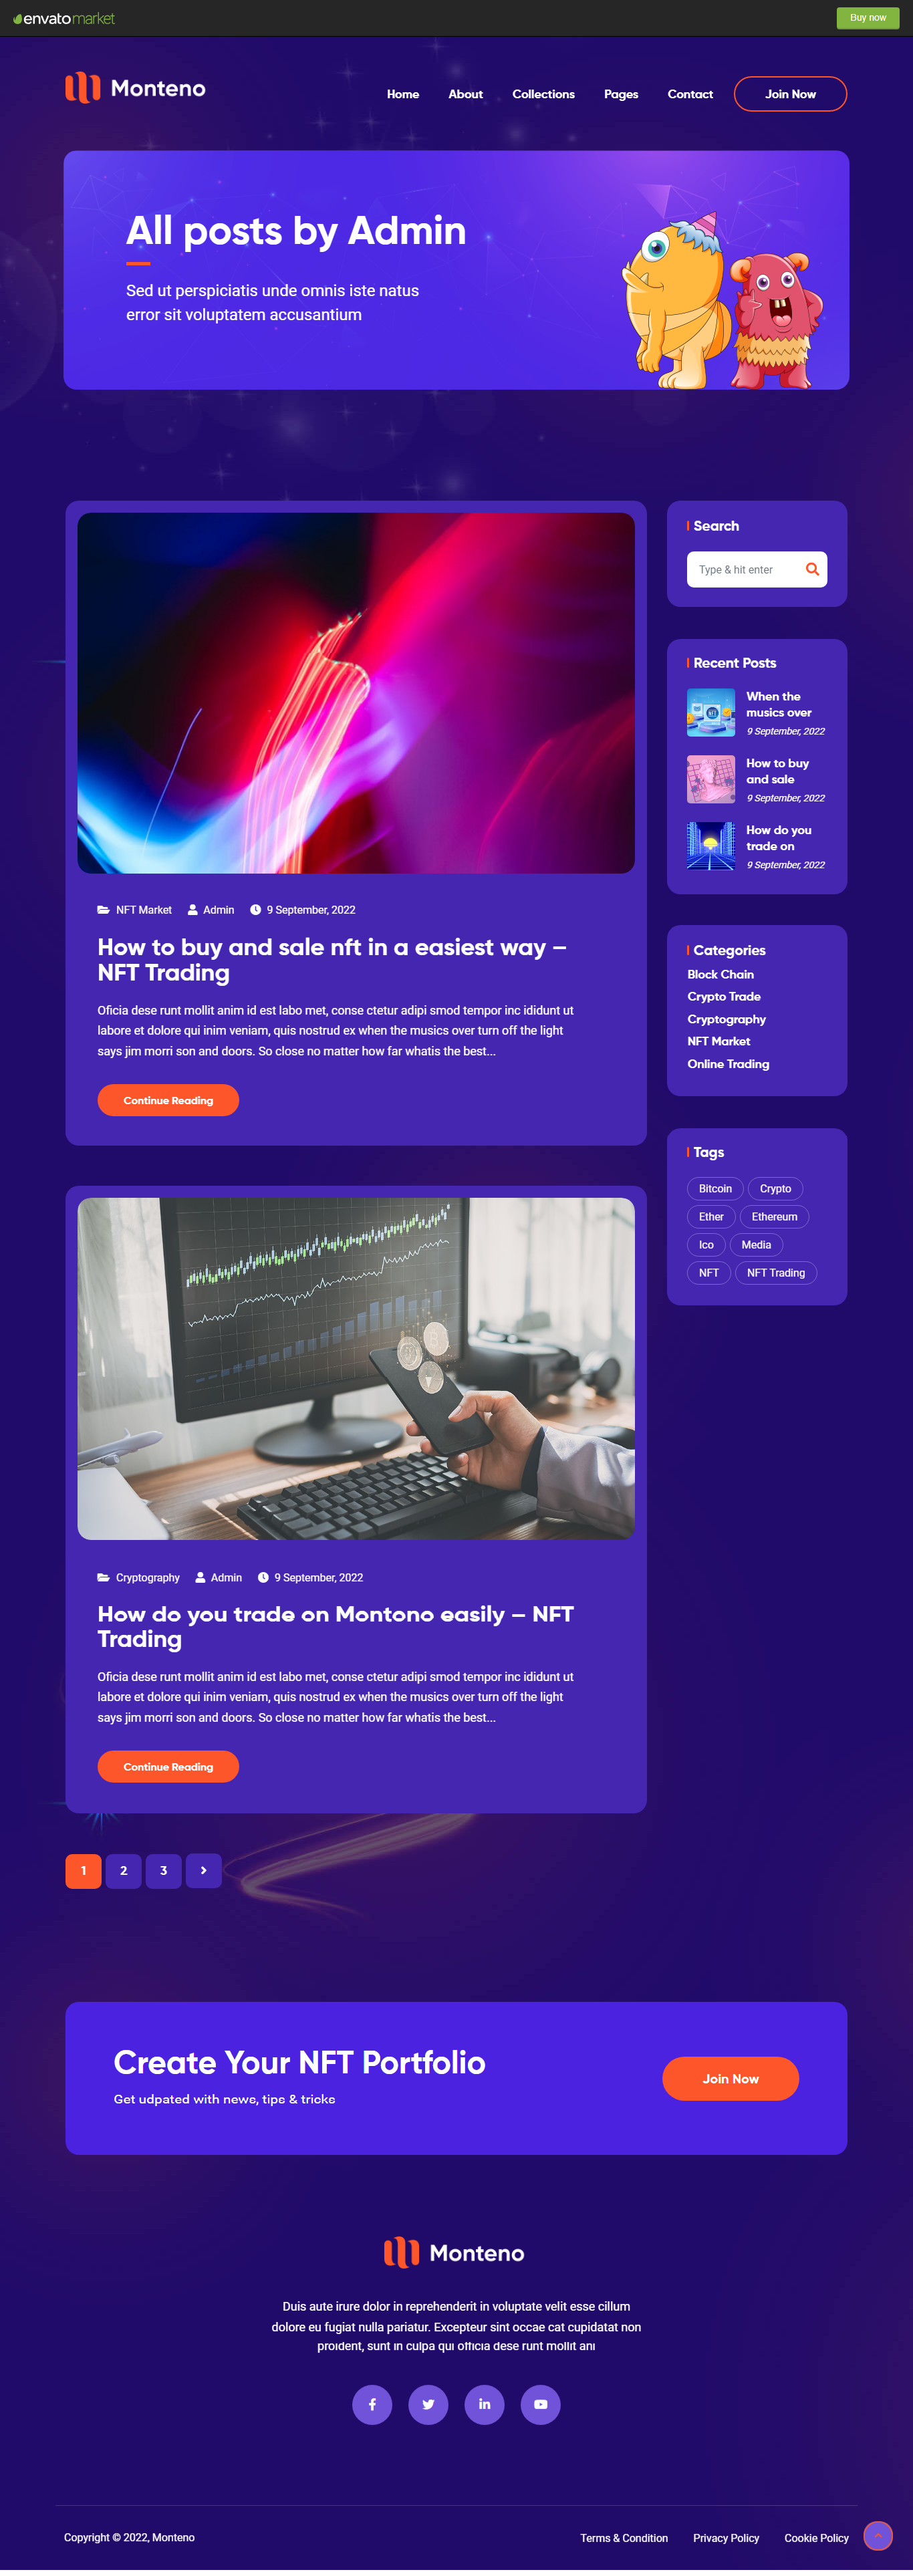 envato market
Buy now
Monteno
Home
About
Collections
Pages
Contact
Join Now
All posts by Admin
Sed ut perspiciatis unde omnis iste natus
error sit voluptatem accusantium
NFT Market
Admin
9 September, 2022
How to buy and sale nft in a easiest way –
NFT Trading
Oficia dese runt mollit anim id est labo met, conse ctetur adipi smod tempor inc ididunt ut
labore et dolore qui inim veniam, quis nostrud ex when the musics over turn off the light
says jim morri son and doors. So close no matter how far whatis the best...
Continue Reading
Cryptography
Admin
9 September, 2022
How do you trade on Montono easily – NFT
Trading
Oficia dese runt mollit anim id est labo met, conse ctetur adipi smod tempor inc ididunt ut
labore et dolore qui inim veniam, quis nostrud ex when the musics over turn off the light
says jim morri son and doors. So close no matter how far whatis the best...
Continue Reading
1
2
3
Search
Type & hit enter
Recent Posts
When the
musics over
9 September, 2022
How to buy
and sale
9 September, 2022
How do you
trade on
9 September, 2022
Categories
Block Chain
Crypto Trade
Cryptography
NFT Market
Online Trading
Tags
Bitcoin
Crypto
Ether
Ethereum
Ico
Media
NFT
NFT Trading
Create Your NFT Portfolio
Get udpated with news, tips & tricks
Join Now
Monteno
Duis aute irure dolor in reprehenderit in voluptate velit esse cillum
dolore eu fugiat nulla pariatur. Excepteur sint occae cat cupidatat non
proident, sunt in culpa qui officia dese runt mollit ani
Copyright © 2022, Monteno
Terms & Condition
Privacy Policy
Cookie Policy